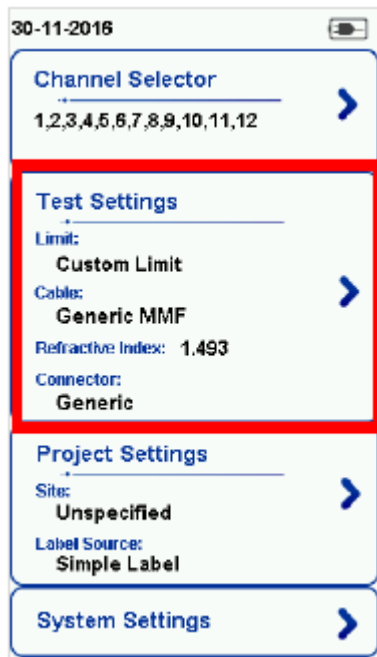 30-11-2016
Channel Selector
1,2,3,4,5,6,7,8,9,10,11,12
Test Settings
Limit:
Custom Limit
Cable:
Generic MMF
Refractive Index: 1.493
Connector:
Generic
Project Settings
Site:
Unspecified
Label Source:
Simple Label
System Settings